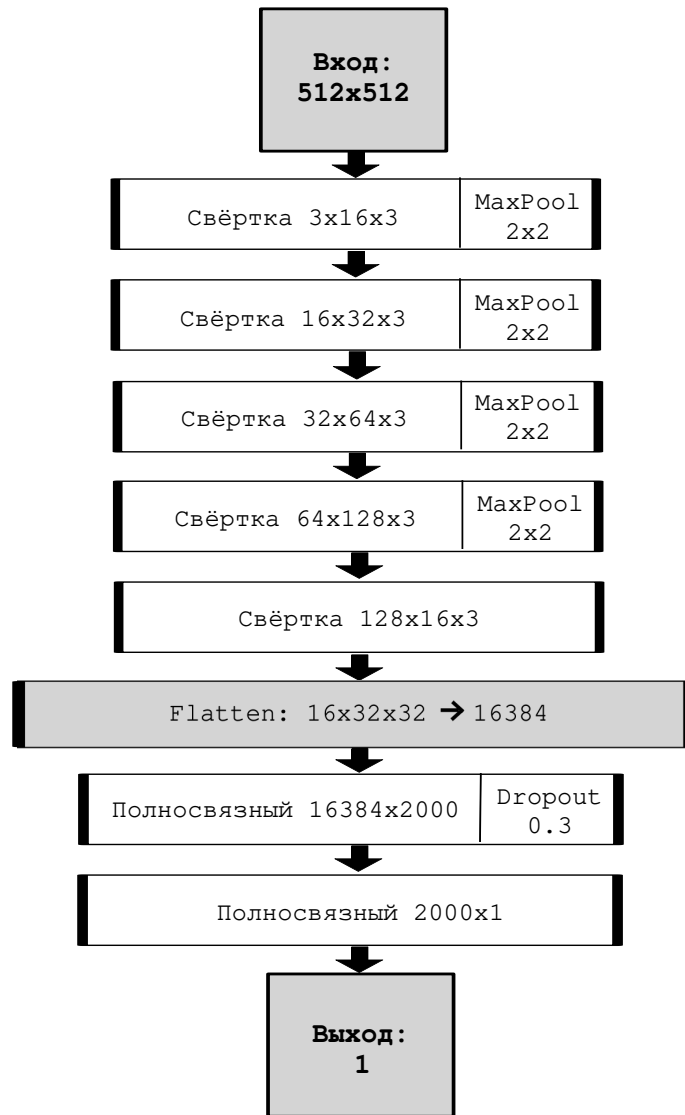 Вход:
512x512
Свёртка 3x16x3
MaxPool
2x2
Свёртка 16x32x3
MaxPool
2x2
Свёртка 32x64x3
MaxPool
2x2
Свёртка 64x128x3
MaxPool
2x2
Свёртка 128x16x3
Flatten: 16x32x32 → 16384
Полносвязный 16384x2000
Dropout
0.3
Полносвязный 2000x1
Выход:
1